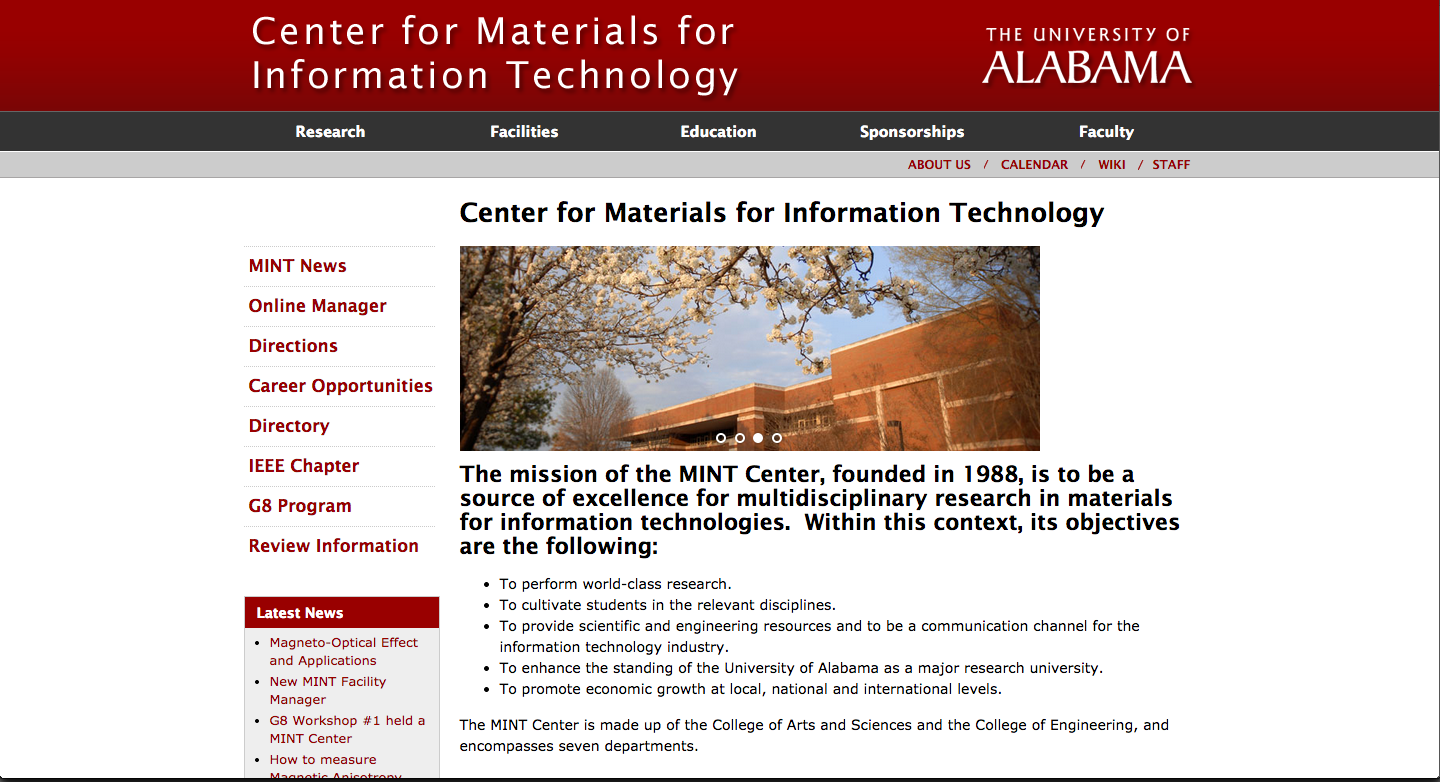 Center for Materials for
Information Technology
THE UNIVERSITY OF
ALABAMA
Research
Facilities
Education
Sponsorships
Faculty
ABOUT US / CALENDAR / WIKI / STAFF
MINT News
Online Manager
Directions
Career Opportunities
Directory
IEEE Chapter
G8 Program
Review Information
Latest News
Magneto-Optical Effect
and Applications
New MINT Facility
Manager
G8 Workshop #1 held a
MINT Center
How to measure
Magnetic Anisotropy
Center for Materials for Information Technology
The mission of the MINT Center, founded in 1988, is to be a
source of excellence for multidisciplinary research in materials
for information technologies.  Within this context, its objectives
are the following:
• To perform world-class research.
• To cultivate students in the relevant disciplines.
• To provide scientific and engineering resources and to be a communication channel for the
information technology industry.
• To enhance the standing of the University of Alabama as a major research university.
• To promote economic growth at local, national and international levels.
The MINT Center is made up of the College of Arts and Sciences and the College of Engineering, and
encompasses seven departments.